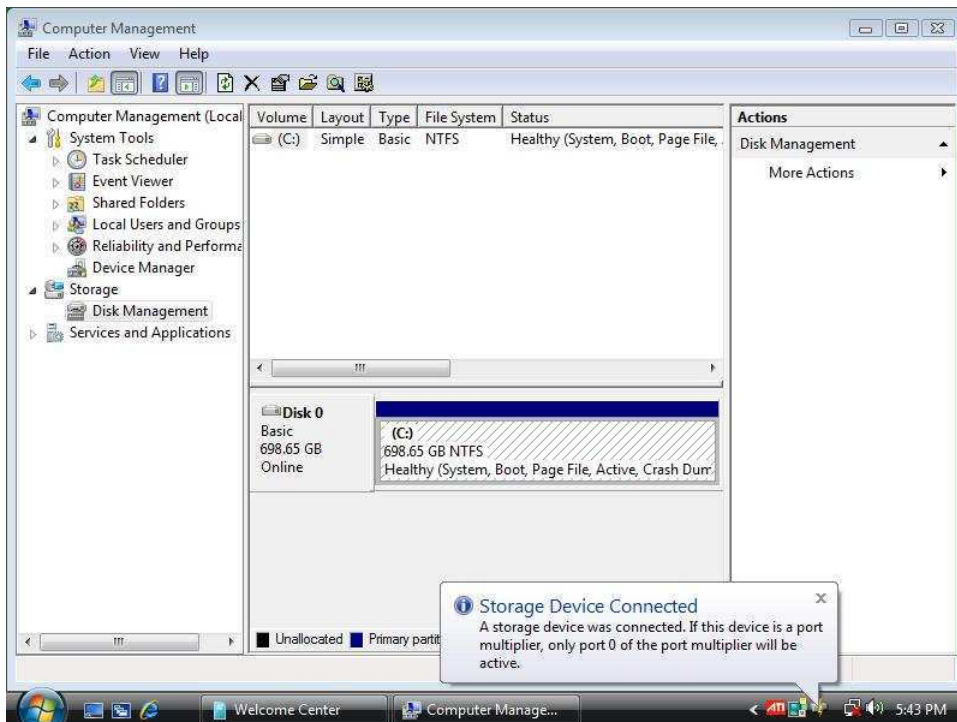 Computer Management
File Action View Help
Computer Management (Local
System Tools
Task Scheduler
Event Viewer
Shared Folders
Local Users and Groups
Reliability and Performa
Device Manager
Storage
Disk Management
Services and Applications
Volume Layout Type File System Status
(C:) Simple Basic NTFS Healthy (System, Boot, Page File,
Disk 0
Basic
698.65 GB
Online
(C:)
698.65 GB NTFS
Healthy (System, Boot, Page File, Active, Crash Dum
Unallocated Primary partit
Actions
Disk Management
More Actions
Storage Device Connected
A storage device was connected. If this device is a port
multiplier, only port 0 of the port multiplier will be
active.
Welcome Center Computer Manage... ATI 5:43 PM